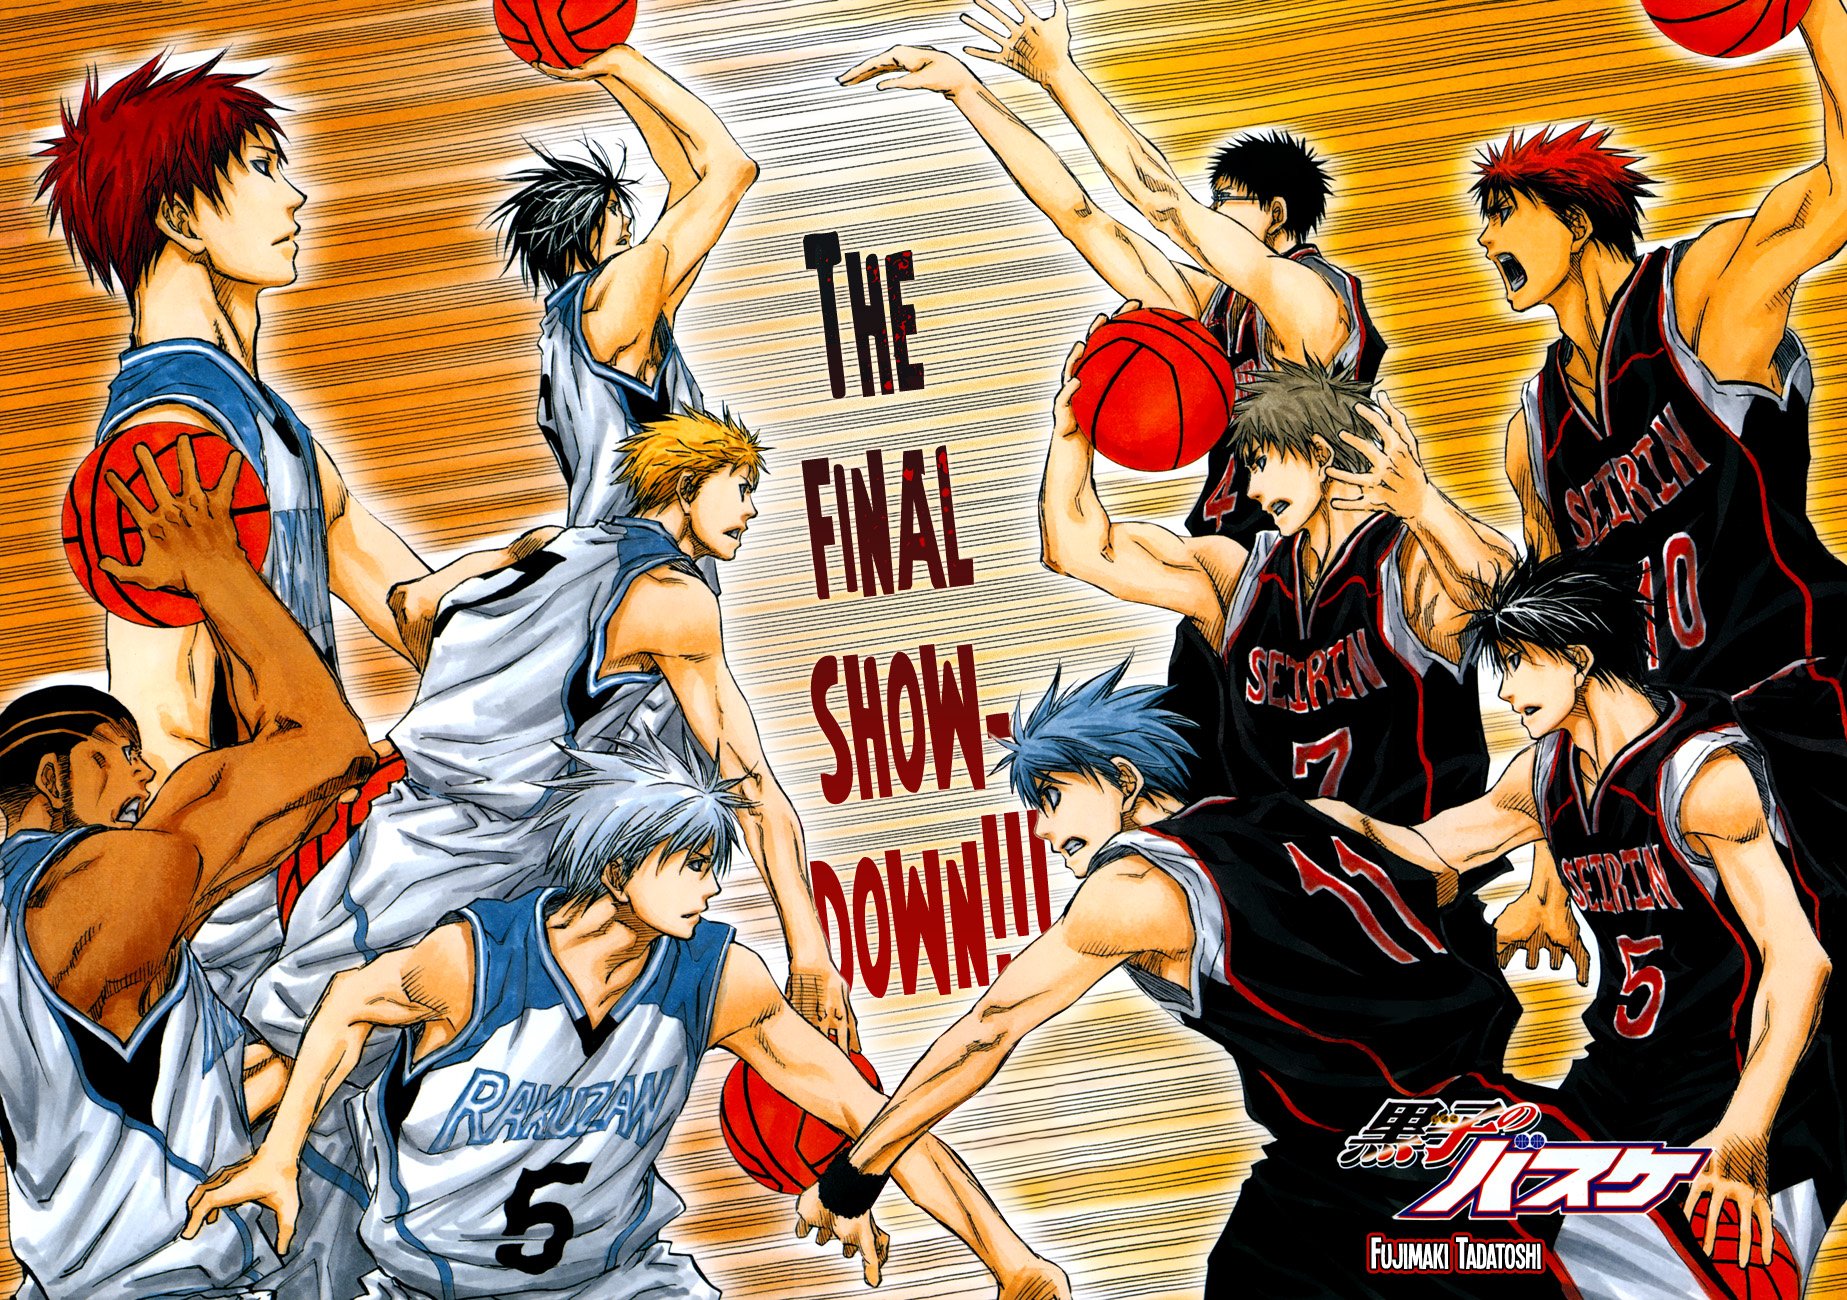 THE
FINAL
SHOW-
DOWN!!!
4
SEIRIN
10
SEIRIN
7
SEIRIN
5
11
RAKUZAN
5
黒子の
バスケ
FUJIMAKI TADATOSHI